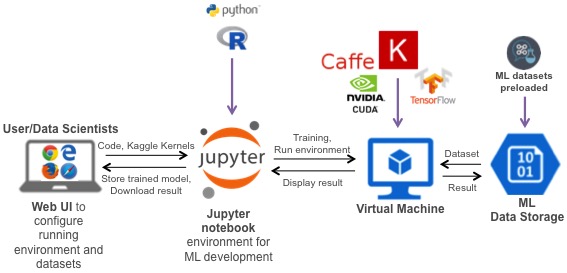 python
R
Caffe
K
NVIDIA.
CUDA.
TensorFlow
ML datasets
preloaded
User/Data Scientists
Code, Kaggle Kernels
Store trained model,
Download result
Web UI to
configure
running
environment and
datasets
jupyter
Jupyter
notebook
environment for
ML development
Training,
Run environment
Display result
Virtual Machine
Dataset
Result
10
01
ML
Data Storage